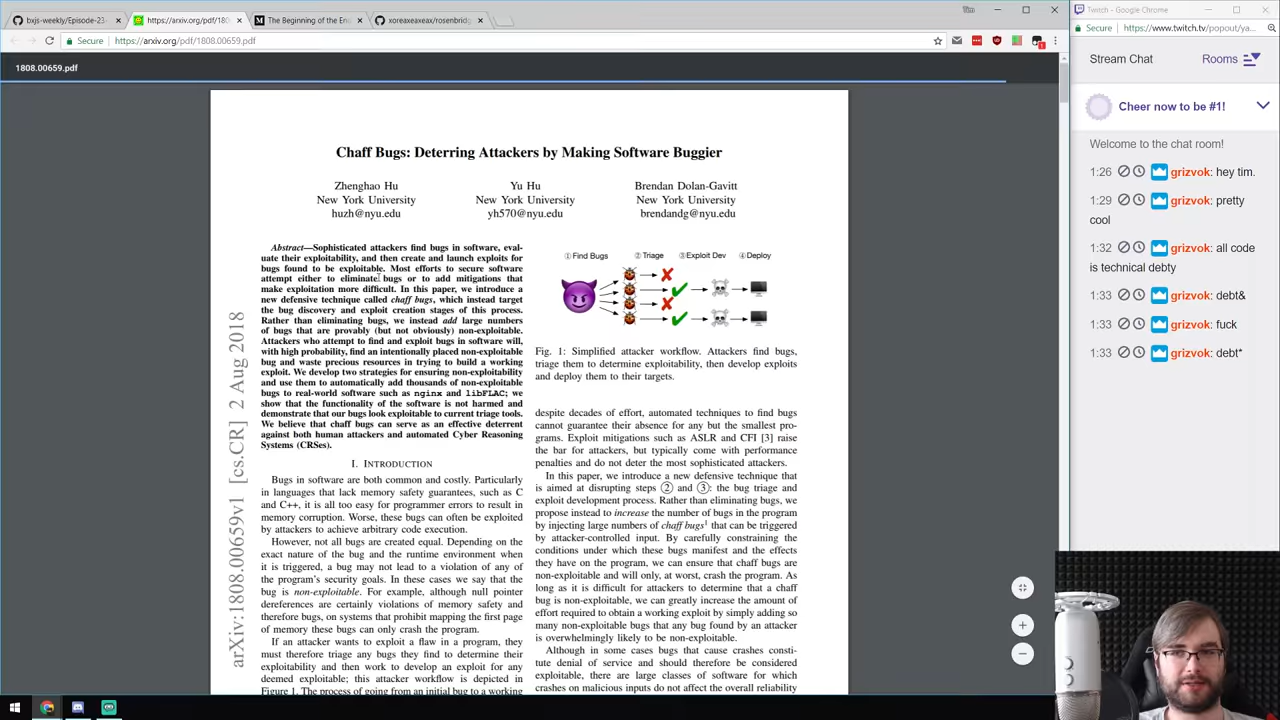 bxjs-weekly/Episode-23-
https://arxiv.org/pdf/180
The Beginning of the En
xoreaxeaxeax/rosenbridg
Tim
Secure
https://arxiv.org/pdf/1808.00659.pdf
1
1808.00659.pdf
Chaff Bugs: Deterring Attackers by Making Software Buggier
Zhenghao Hu
New York University
huzh@nyu.edu
Yu Hu
New York University
yh570@nyu.edu
Brendan Dolan-Gavitt
New York University
brendandg@nyu.edu
arXiv:1808.00659v1 [cs.CR] 2 Aug 2018
Abstract—Sophisticated attackers find bugs in software, eval-
uate their exploitability, and then create and launch exploits for
bugs found to be exploitable. Most efforts to secure software
attempt either to eliminate bugs or to add mitigations that
make exploitation more difficult. In this paper, we introduce a
new defensive technique called chaff bugs, which instead target
the bug discovery and exploit creation stages of this process.
Rather than eliminating bugs, we instead add large numbers
of bugs that are provably (but not obviously) non-exploitable.
Attackers who attempt to find and exploit bugs in software will,
with high probability, find an intentionally placed non-exploitable
bug and waste precious resources in trying to build a working
exploit. We develop two strategies for ensuring non-exploitability
and use them to automatically add thousands of non-exploitable
bugs to real-world software such as nginx and libFLAC; we
show that the functionality of the software is not harmed and
demonstrate that our bugs look exploitable to current triage tools.
We believe that chaff bugs can serve as an effective deterrent
against both human attackers and automated Cyber Reasoning
Systems (CRSes).
I. INTRODUCTION
Bugs in software are both common and costly. Particularly
in languages that lack memory safety guarantees, such as C
and C++, it is all too easy for programmer errors to result in
memory corruption. Worse, these bugs can often be exploited
by attackers to achieve arbitrary code execution.
However, not all bugs are created equal. Depending on the
exact nature of the bug and the runtime environment when
it is triggered, a bug may not lead to a violation of any of
the program's security goals. In these cases we say that the
bug is non-exploitable. For example, although null pointer
dereferences are certainly violations of memory safety and
therefore bugs, on systems that prohibit mapping the first page
of memory these bugs can only crash the program.
If an attacker wants to exploit a flaw in a program, they
must therefore triage any bugs they find to determine their
exploitability and then work to develop an exploit for any
deemed exploitable; this attacker workflow is depicted in
Figure 1. The process of going from an initial bug to a working
① Find Bugs
② Triage
③ Exploit Dev
④ Deploy
Fig. 1: Simplified attacker workflow. Attackers find bugs,
triage them to determine exploitability, then develop exploits
and deploy them to their targets.
despite decades of effort, automated techniques to find bugs
cannot guarantee their absence for any but the smallest pro-
grams. Exploit mitigations such as ASLR and CFI [3] raise
the bar for attackers, but typically come with performance
penalties and do not deter the most sophisticated attackers.
In this paper, we introduce a new defensive technique that
is aimed at disrupting steps ② and ③: the bug triage and
exploit development process. Rather than eliminating bugs, we
propose instead to increase the number of bugs in the program
by injecting large numbers of chaff bugs¹ that can be triggered
by attacker-controlled input. By carefully constraining the
conditions under which these bugs manifest and the effects
they have on the program, we can ensure that chaff bugs are
non-exploitable and will only, at worst, crash the program. As
long as it is difficult for attackers to determine that a chaff
bug is non-exploitable, we can greatly increase the amount of
effort required to obtain a working exploit by simply adding so
many non-exploitable bugs that any bug found by an attacker
is overwhelmingly likely to be non-exploitable.
Although in some cases bugs that cause crashes consti-
tute denial of service and should therefore be considered
exploitable, there are large classes of software for which
crashes on malicious inputs do not affect the overall reliability
Twitch - Google Chrome
Secure
https://www.twitch.tv/popout/ya...
Stream Chat
Rooms
Cheer now to be #1!
Welcome to the chat room!
1:26 grizvok: hey tim.
1:29 grizvok: pretty
cool
1:32 grizvok: all code
is technical debty
1:33 grizvok: debt&
1:33 grizvok: fuck
1:33 grizvok: debt*